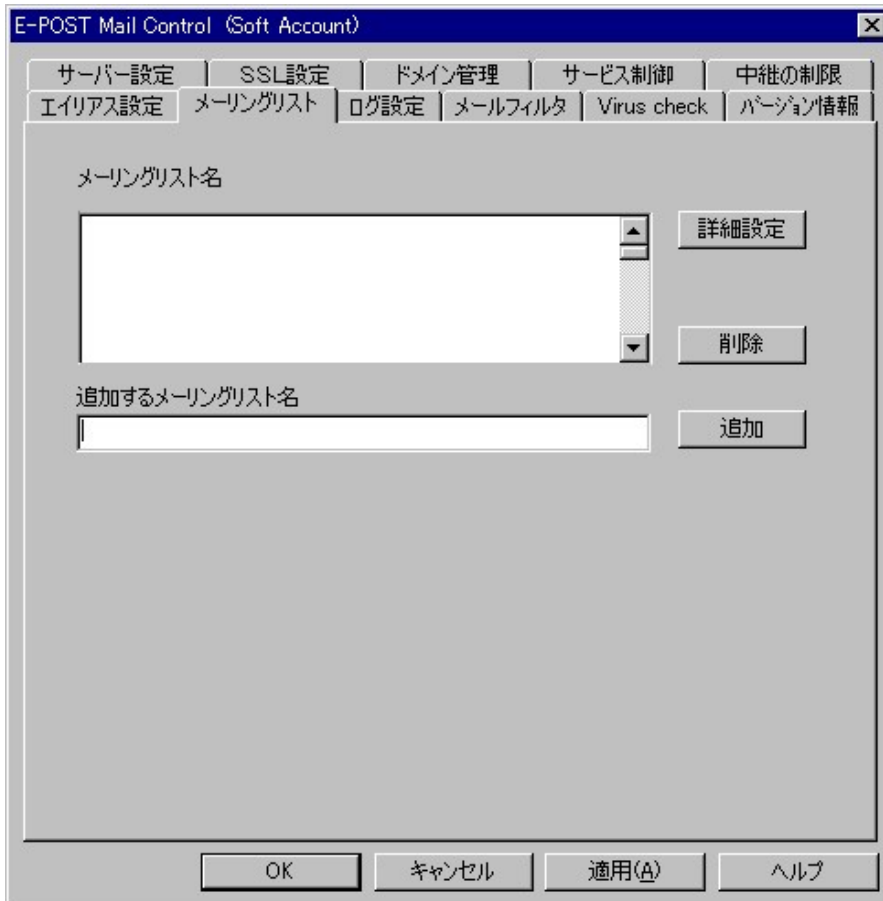 E-POST Mail Control (Soft Account)
サーバー設定 SSL設定 ドメイン管理 サービス制御 中継の制限
エイリアス設定 メーリングリスト ログ設定 メールフィルタ Virus check バージョン情報
メーリングリスト名
詳細設定
削除
追加するメーリングリスト名
追加
OK キャンセル 適用(A) ヘルプ